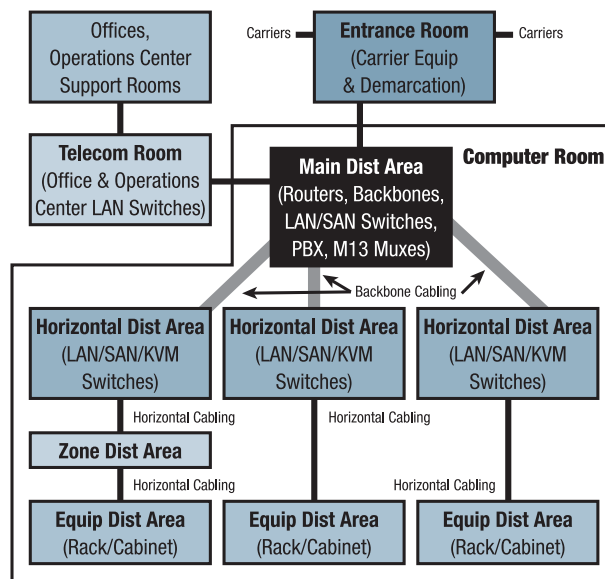 Offices,
Operations Center
Support Rooms
Carriers
Entrance Room
(Carrier Equip
& Demarcation)
Carriers
Telecom Room
(Office & Operations
Center LAN Switches)
Main Dist Area
(Routers, Backbones,
LAN/SAN Switches,
PBX, M13 Muxes)
Computer Room
Backbone Cabling
Horizontal Dist Area
(LAN/SAN/KVM
Switches)
Horizontal Dist Area
(LAN/SAN/KVM
Switches)
Horizontal Dist Area
(LAN/SAN/KVM
Switches)
Horizontal Cabling
Horizontal Cabling
Zone Dist Area
Horizontal Cabling
Horizontal Cabling
Equip Dist Area
(Rack/Cabinet)
Equip Dist Area
(Rack/Cabinet)
Equip Dist Area
(Rack/Cabinet)